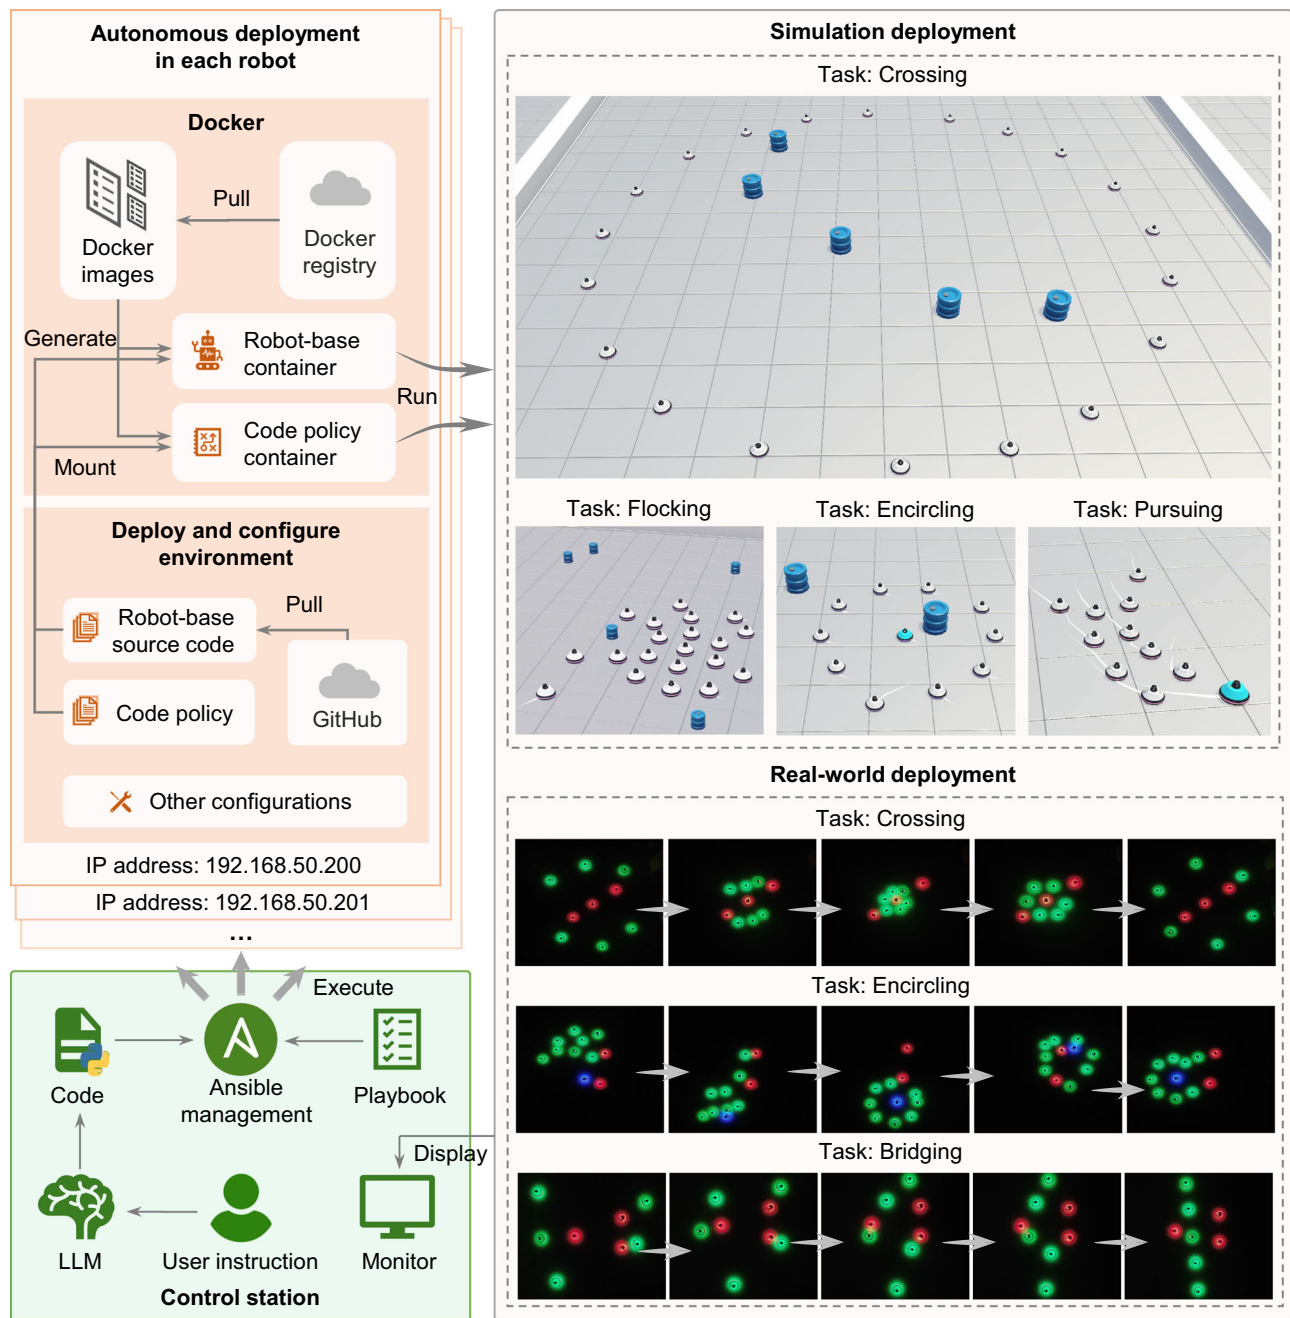 Autonomous deployment
in each robot
Docker
Docker
images
Pull
Docker
registry
Generate
Robot-base
container
Run
Code policy
container
Mount
Deploy and configure
environment
Robot-base
source code
Pull
Code policy
GitHub
Other configurations
IP address: 192.168.50.200
IP address: 192.168.50.201
...
Execute
Code
Ansible
management
Playbook
Display
LLM
User instruction
Monitor
Control station
Simulation deployment
Task: Crossing
Task: Flocking
Task: Encircling
Task: Pursuing
Real-world deployment
Task: Crossing
Task: Encircling
Task: Bridging